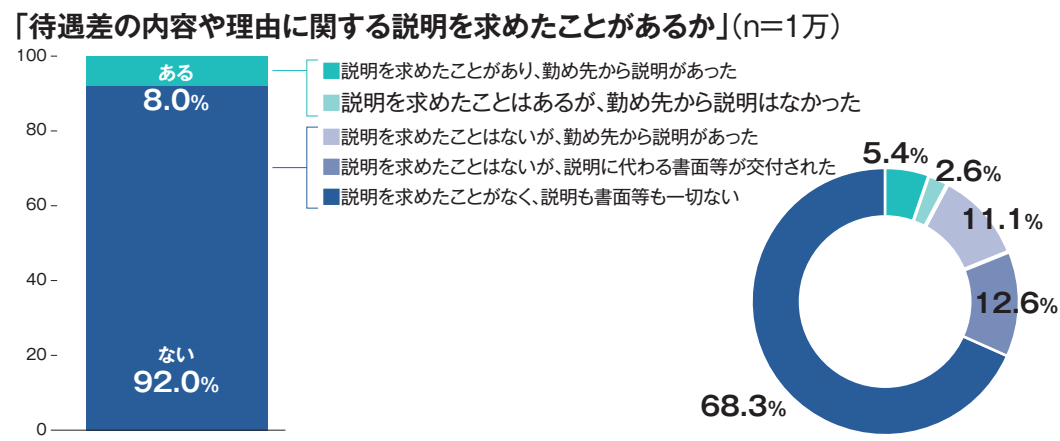 「待遇差の内容や理由に関する説明を求めたことがあるか」(n=1万)
100
80
60
40
20
0
ある
8.0%
ない
92.0%
説明を求めたことがあり、勤め先から説明があった
説明を求めたことはあるが、勤め先から説明はなかった
説明を求めたことはないが、勤め先から説明があった
説明を求めたことはないが、説明に代わる書面等が交付された
説明を求めたことがなく、説明も書面等も一切ない
5.4%
2.6%
11.1%
12.6%
68.3%